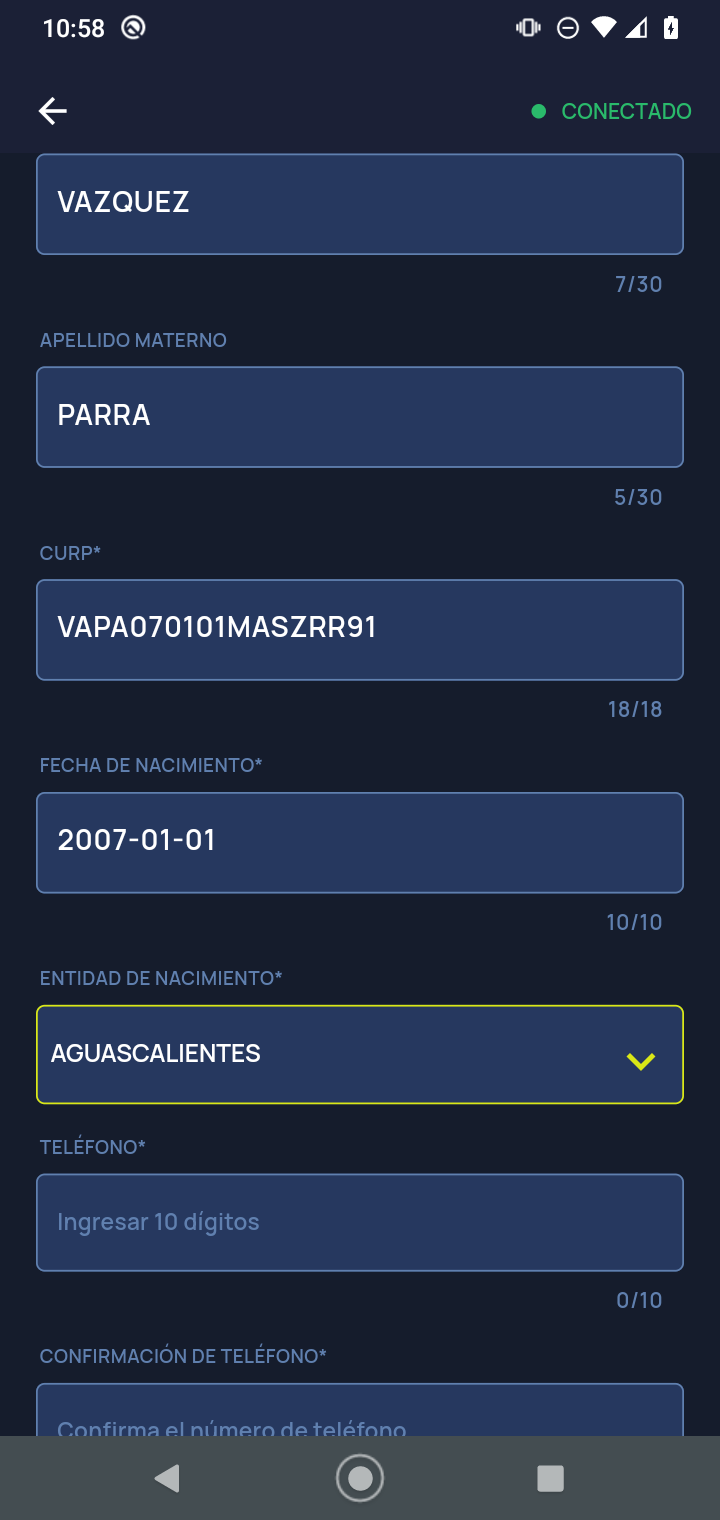 10:58
CONECTADO
VAZQUEZ
7/30
APELLIDO MATERNO
PARRA
5/30
CURP*
VAPA070101MASZRR91
18/18
FECHA DE NACIMIENTO*
2007-01-01
10/10
ENTIDAD DE NACIMIENTO*
AGUASCALIENTES
TELÉFONO*
Ingresar 10 dígitos
0/10
CONFIRMACIÓN DE TELÉFONO*
Confirma el número de teléfono